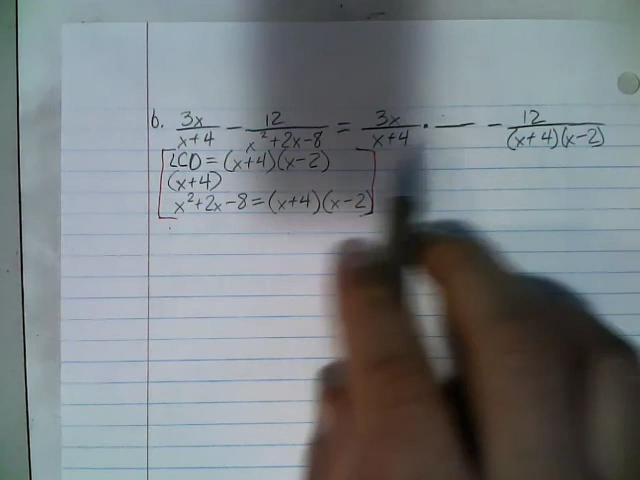 6. 3x/x+4 - 12/x²+2x-8 = 3x/x+4 · ___ - 12/(x+4)(x-2)
LCD = (x+4)(x-2)
(x+4)
x²+2x-8 = (x+4)(x-2)